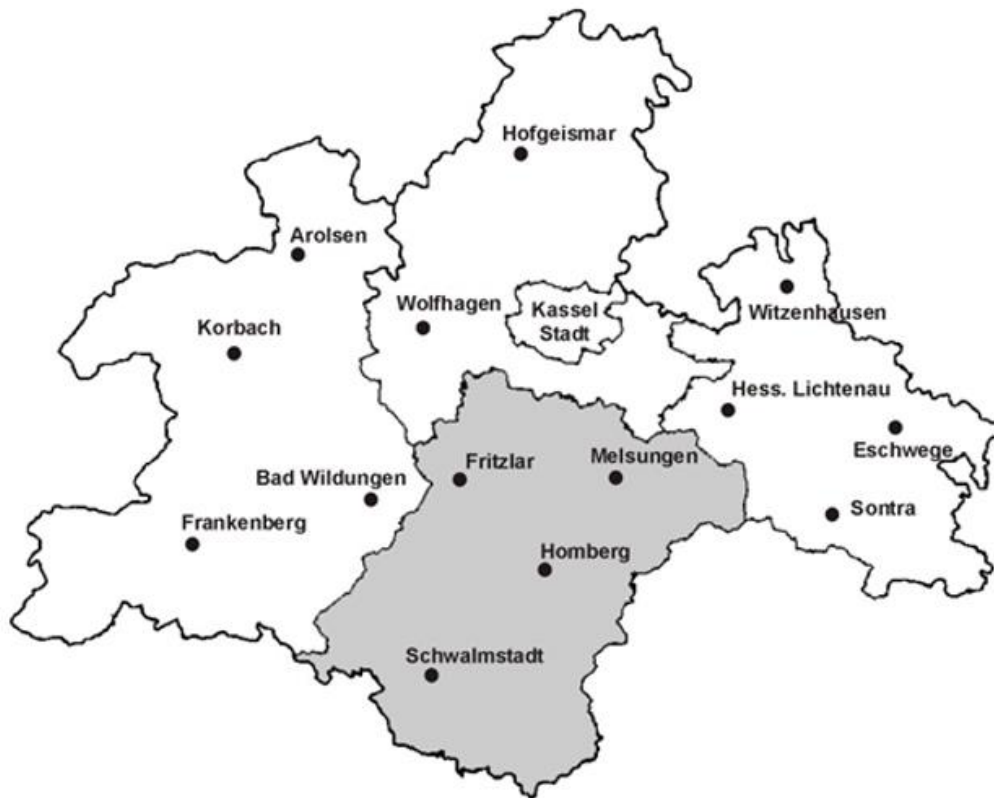 Hofgeismar
Arolsen
Wolfhagen
Kassel
Stadt
Witzenhausen
Korbach
Hess. Lichtenau
Eschwege
Fritzlar
Melsungen
Bad Wildungen
Sontra
Frankenberg
Homberg
Schwalmstadt